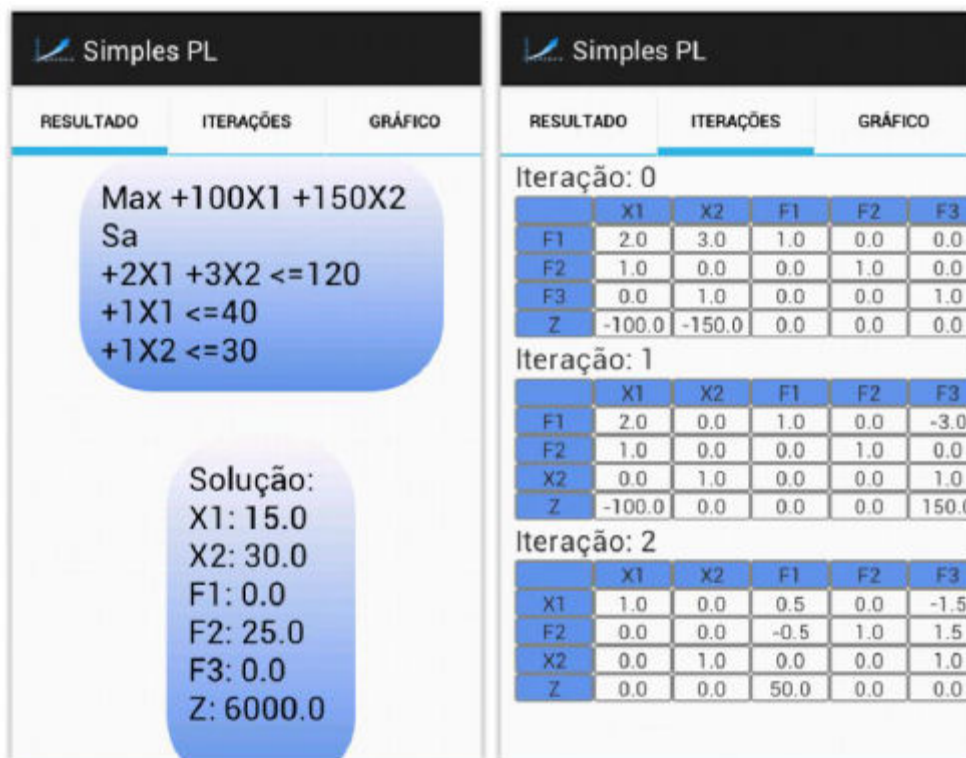 Simples PL
RESULTADO ITERAÇÕES GRÁFICO
Max +100X1 +150X2
Sa
+2X1 +3X2 <=120
+1X1 <=40
+1X2 <=30
Solução:
X1: 15.0
X2: 30.0
F1: 0.0
F2: 25.0
F3: 0.0
Z: 6000.0
Simples PL
RESULTADO ITERAÇÕES GRÁFICO
Iteração: 0
X1 X2 F1 F2 F3
F1 2.0 3.0 1.0 0.0 0.0
F2 1.0 0.0 0.0 1.0 0.0
F3 0.0 1.0 0.0 0.0 1.0
Z -100.0 -150.0 0.0 0.0 0.0
Iteração: 1
X1 X2 F1 F2 F3
F1 2.0 0.0 1.0 0.0 -3.0
F2 1.0 0.0 0.0 1.0 0.0
X2 0.0 1.0 0.0 0.0 1.0
Z -100.0 0.0 0.0 0.0 150.0
Iteração: 2
X1 X2 F1 F2 F3
X1 1.0 0.0 0.5 0.0 -1.5
F2 0.0 0.0 -0.5 1.0 1.5
X2 0.0 1.0 0.0 0.0 1.0
Z 0.0 0.0 50.0 0.0 0.0